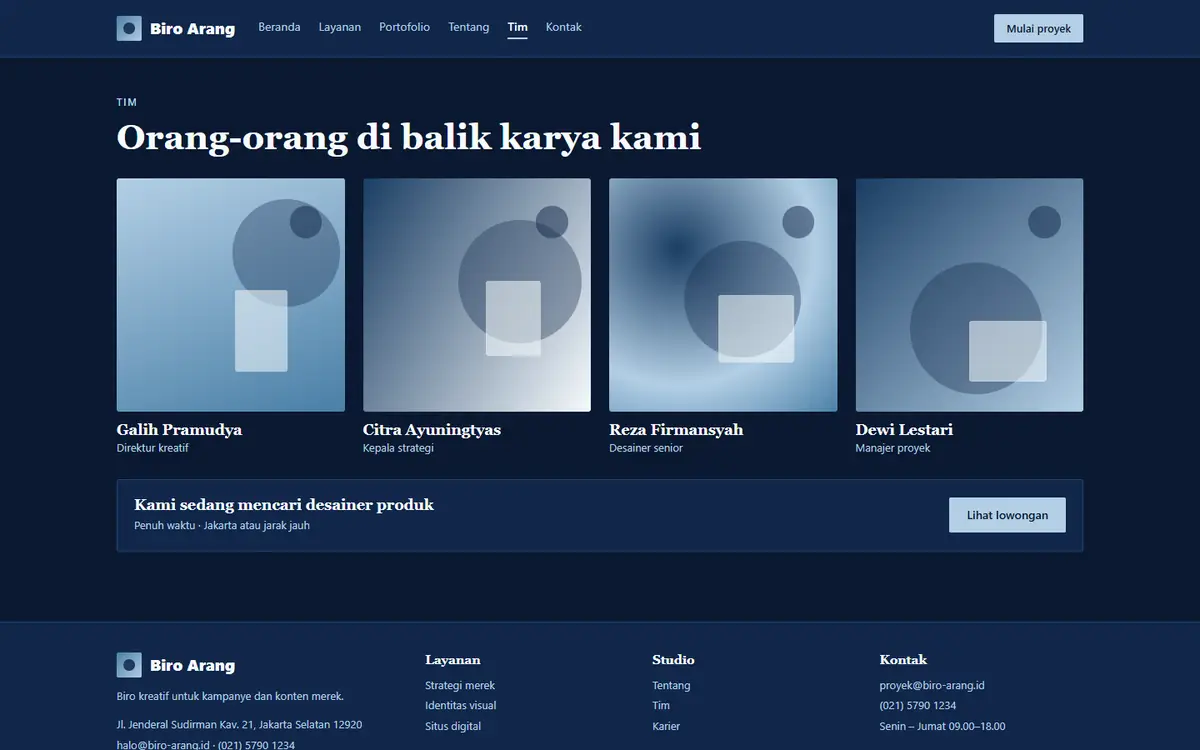 Biro Arang
Beranda
Layanan
Portofolio
Tentang
Tim
Kontak
Mulai proyek
TIM
Orang-orang di balik karya kami
Galih Pramudya
Direktur kreatif
Citra Ayuningtyas
Kepala strategi
Reza Firmansyah
Desainer senior
Dewi Lestari
Manajer proyek
Kami sedang mencari desainer produk
Penuh waktu · Jakarta atau jarak jauh
Lihat lowongan
Biro Arang
Biro kreatif untuk kampanye dan konten merek.
Jl. Jenderal Sudirman Kav. 21, Jakarta Selatan 12920
halo@biro-arang.id · (021) 5790 1234
Layanan
Strategi merek
Identitas visual
Situs digital
Studio
Tentang
Tim
Karier
Kontak
proyek@biro-arang.id
(021) 5790 1234
Senin – Jumat 09.00–18.00